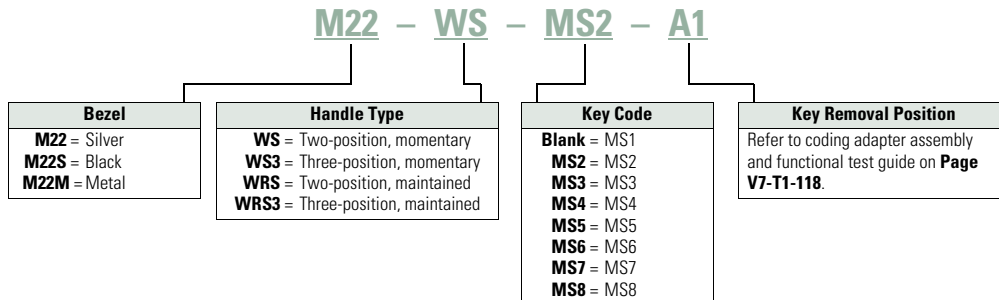 M22 – WS – MS2 – A1
Bezel
M22 = Silver
M22S = Black
M22M = Metal
Handle Type
WS = Two-position, momentary
WS3 = Three-position, momentary
WRS = Two-position, maintained
WRS3 = Three-position, maintained
Key Code
Blank = MS1
MS2 = MS2
MS3 = MS3
MS4 = MS4
MS5 = MS5
MS6 = MS6
MS7 = MS7
MS8 = MS8
Key Removal Position
Refer to coding adapter assembly
and functional test guide on Page
V7-T1-118.